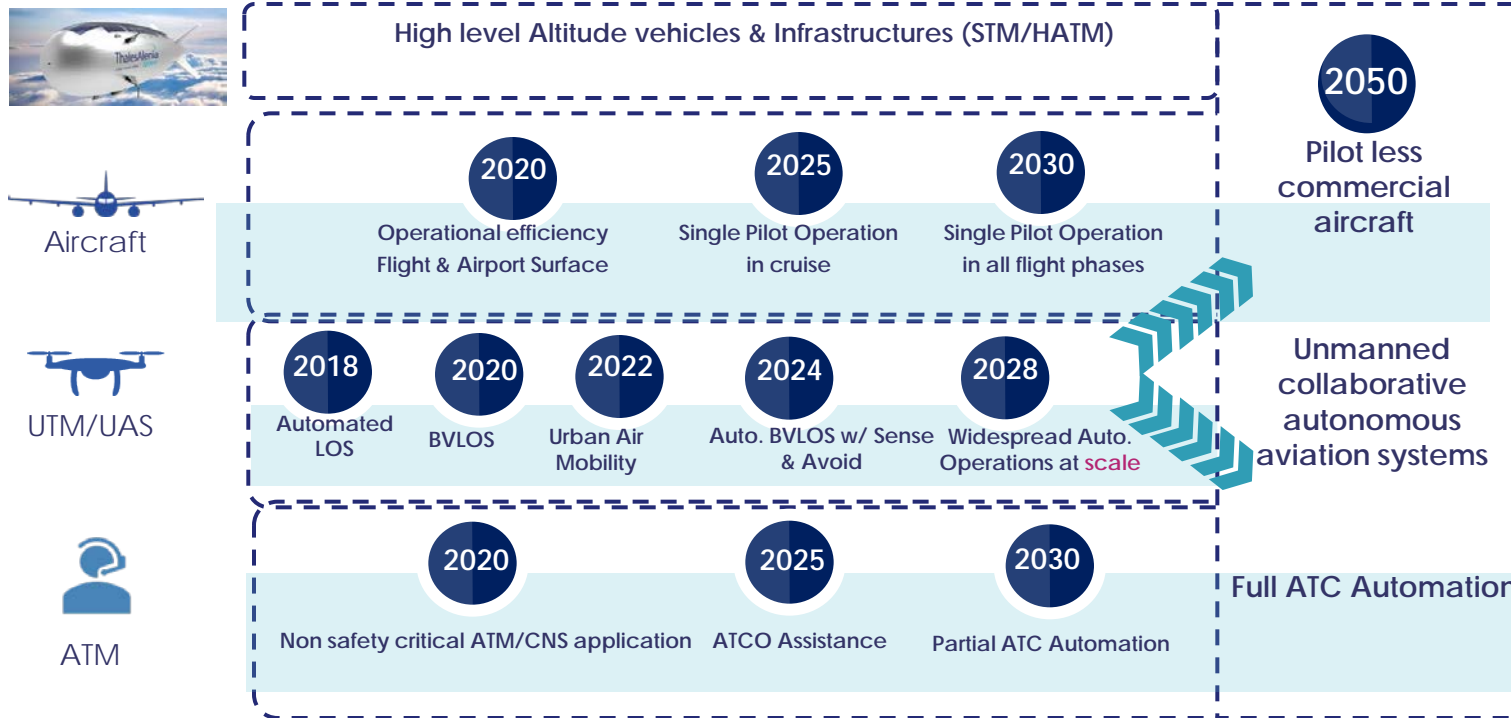 ThalesAlenia
High level Altitude vehicles & Infrastructures (STM/HATM)
2050
Pilot less
commercial
aircraft
Aircraft
2020
Operational efficiency
Flight & Airport Surface
2025
Single Pilot Operation
in cruise
2030
Single Pilot Operation
in all flight phases
UTM/UAS
2018
Automated
LOS
2020
BVLOS
2022
Urban Air
Mobility
2024
Auto. BVLOS w/ Sense
& Avoid
2028
Widespread Auto.
Operations at scale
Unmanned
collaborative
autonomous
aviation systems
ATM
2020
Non safety critical ATM/CNS application
2025
ATCO Assistance
2030
Partial ATC Automation
Full ATC Automation